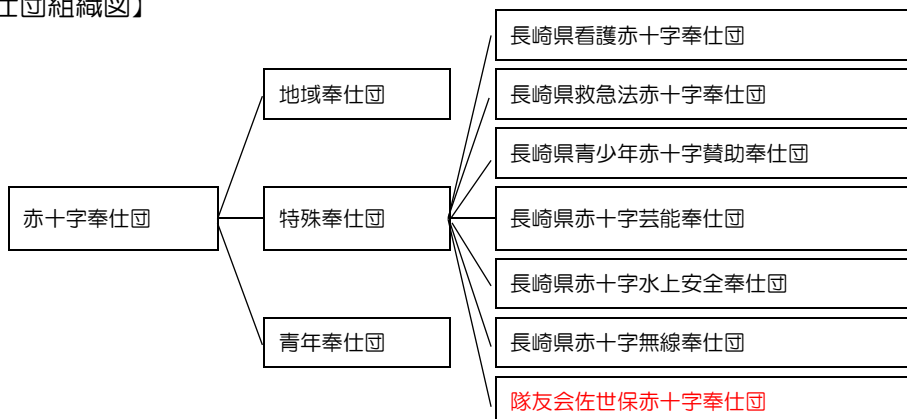 仕団組織図】
長崎県看護赤十字奉仕団
地域奉仕団
長崎県救急法赤十字奉仕団
長崎県青少年赤十字賛助奉仕団
赤十字奉仕団
特殊奉仕団
長崎県赤十字芸能奉仕団
長崎県赤十字水上安全奉仕団
青年奉仕団
長崎県赤十字無線奉仕団
隊友会佐世保赤十字奉仕団